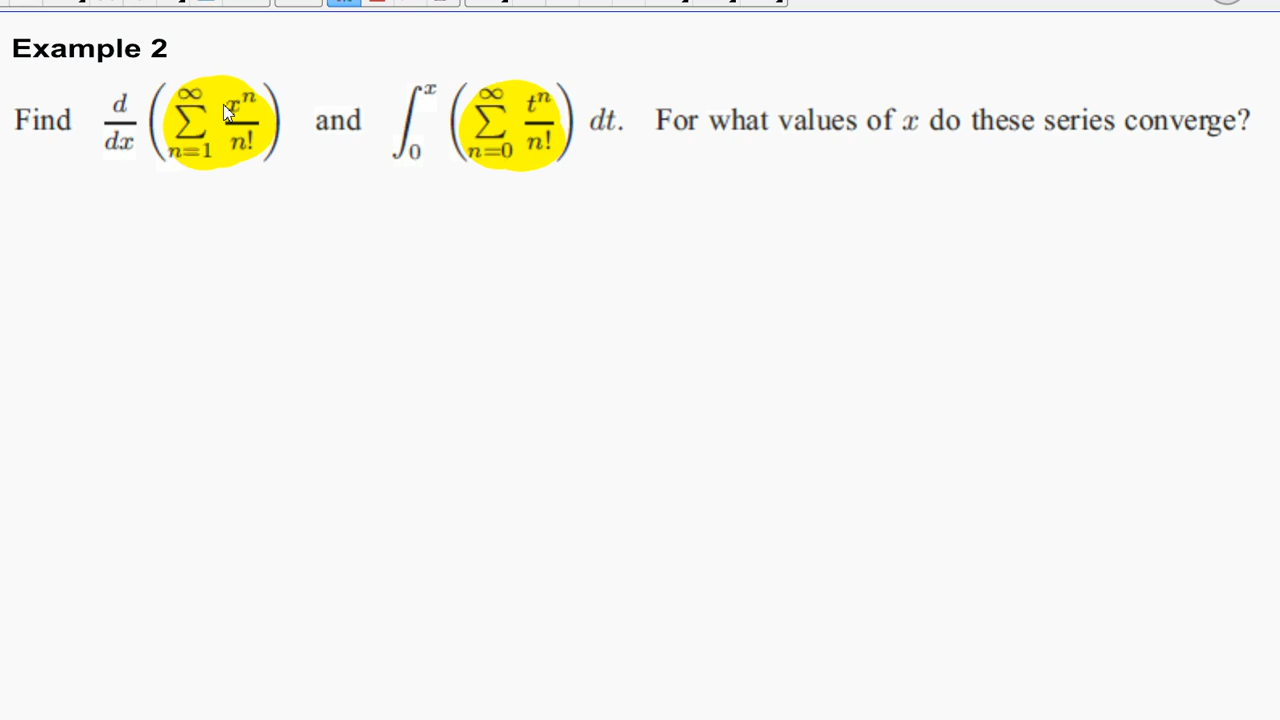 Example 2
Find d/dx (∑_{n=1}^{∞} x^n/n!) and ∫_0^x (∑_{n=0}^{∞} t^n/n!) dt. For what values of x do these series converge?